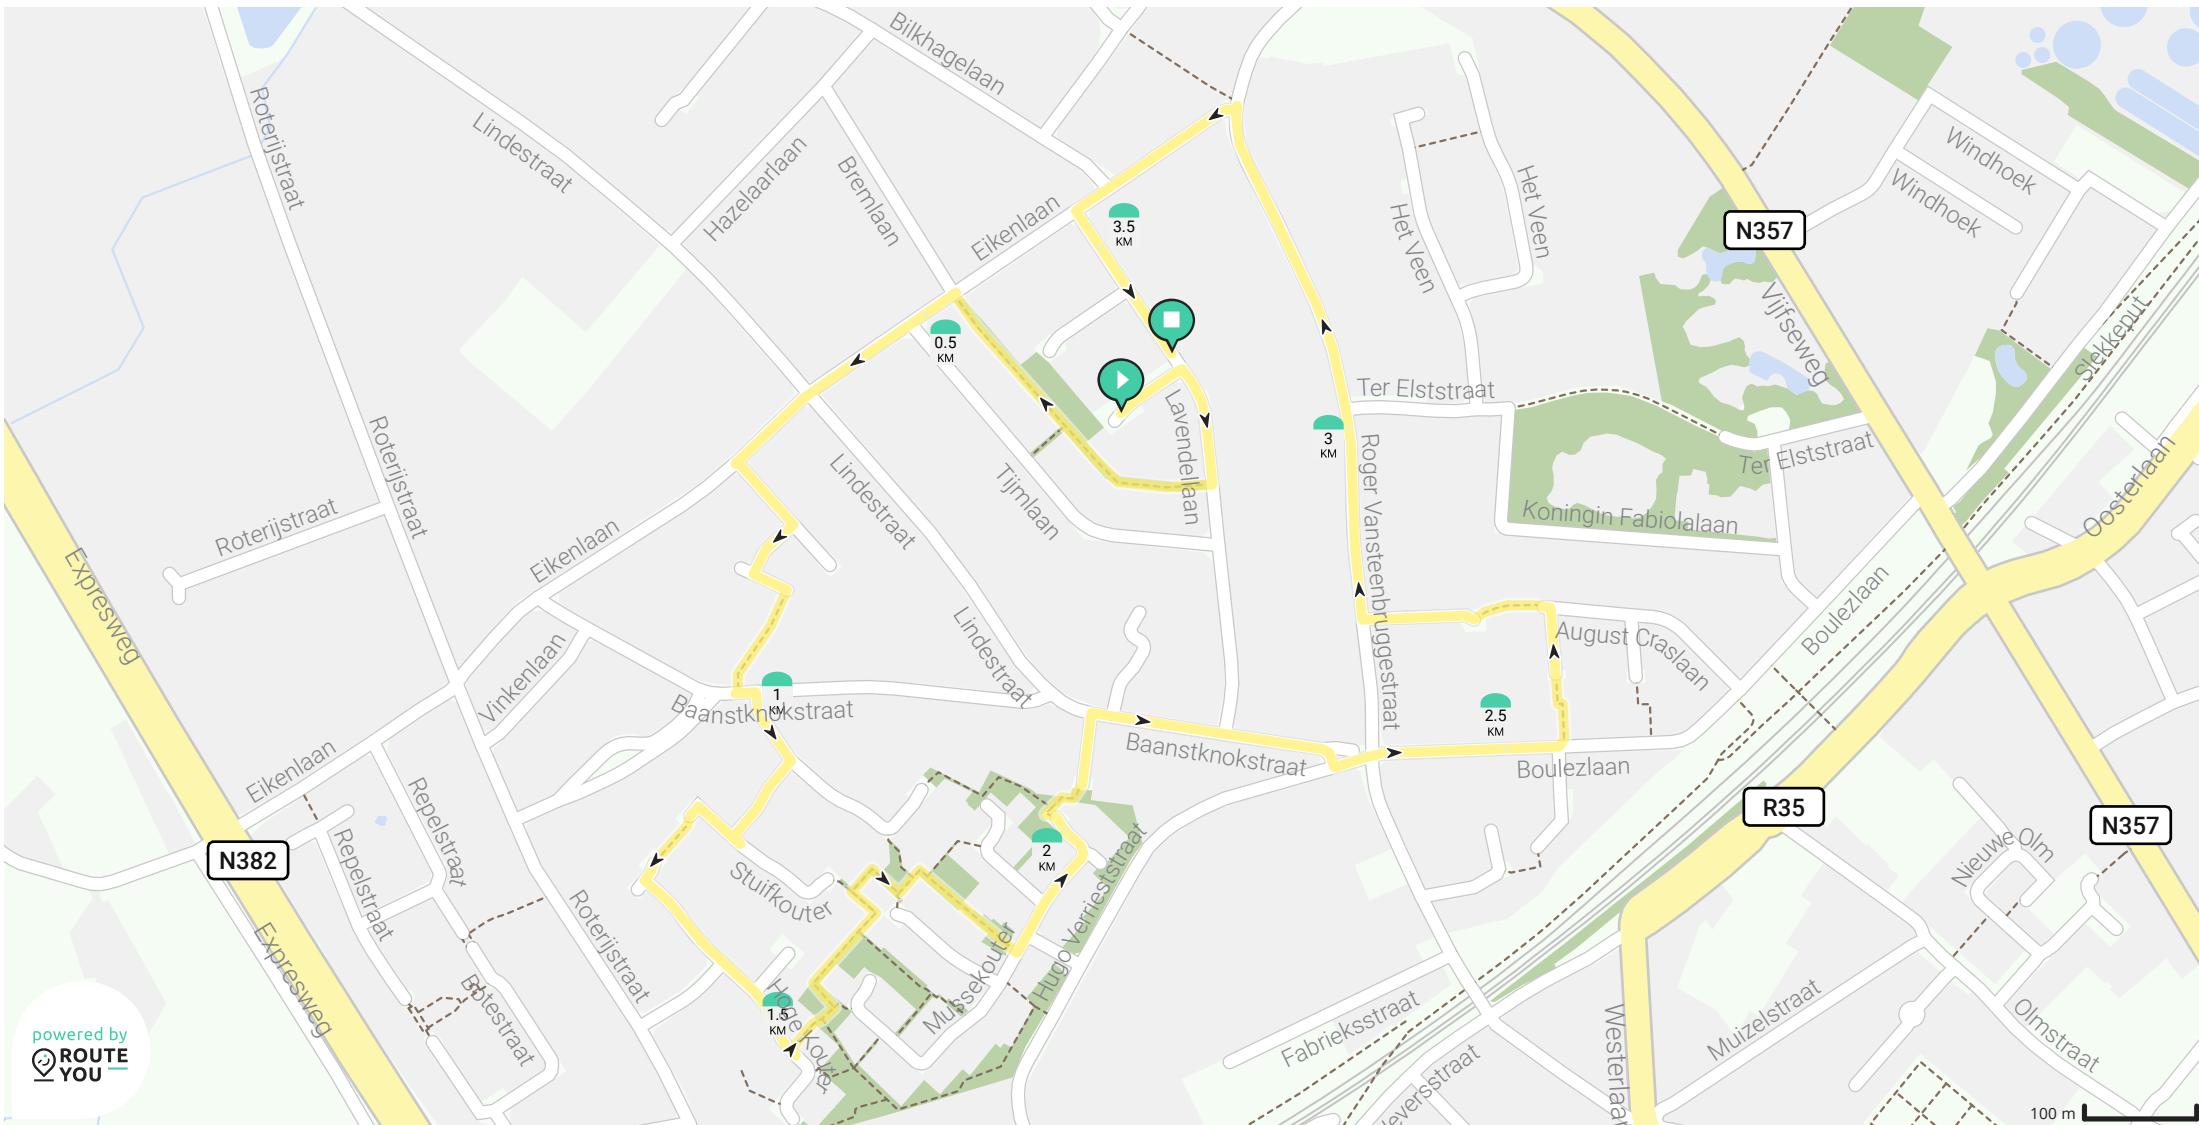 Bilkhagelaan
Roterijstraat
Lindestraat
Hazelaarlaan
Bremlaan
Eikenlaan
Het Veen
Het Veen
Windhoek
Windhoek
N357
3.5
KM
0.5
KM
Vijfseweg
Slekkeput
Ter Elststraat
Ter Elststraat
Lavendellaan
3
KM
Roterijstraat
Roterijstraat
Lindestraat
Tijmlaan
Roger Vansteenbruggestraat
Koningin Fabiolalaan
Oosterlaan
Expresweg
Eikenlaan
Vinkenlaan
Lindestraat
August Craslaan
Boulezlaan
1
KM
Baanstknokstraat
Baanstknokstraat
2.5
KM
Boulezlaan
Eikenlaan
Repelstraat
Repelstraat
R35
N357
N382
2
KM
Stuifkouter
Hugo Verrieststraat
Nieuwe Olm
Roterijstraat
Expresweg
Botestraat
Mussekouter
Hoge Kouter
1.5
KM
Fabrieksstraat
Westerlaan
Muizelstraat
Olmstraat
powered by
ROUTE
YOU
100 m